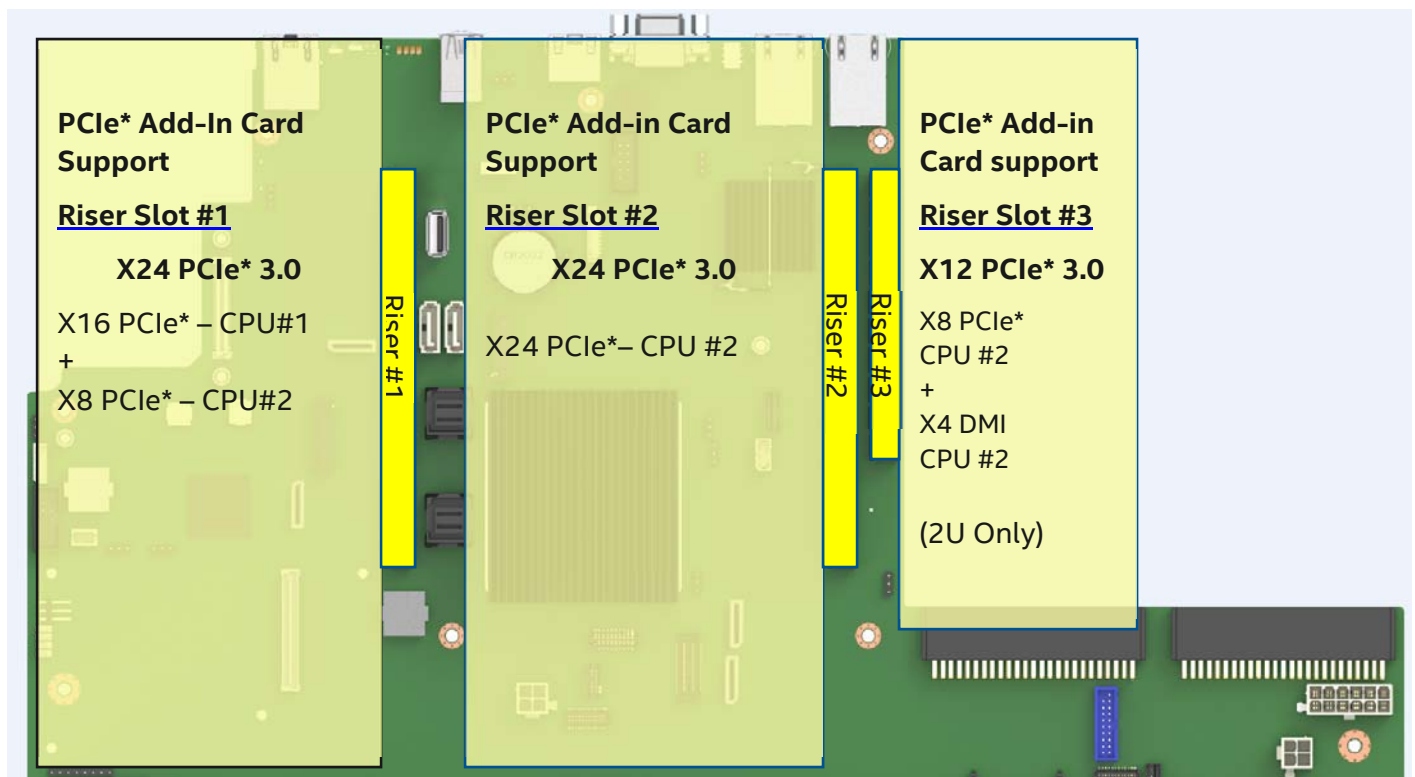 PCIe* Add-In Card
Support
Riser Slot #1
X24 PCIe* 3.0
X16 PCIe* – CPU#1
+
X8 PCIe* – CPU#2
Riser #1
PCIe* Add-in Card
Support
Riser Slot #2
X24 PCIe* 3.0
X24 PCIe*– CPU #2
Riser #2
Riser #3
PCIe* Add-in
Card support
Riser Slot #3
X12 PCIe* 3.0
X8 PCIe*
CPU #2
+
X4 DMI
CPU #2
(2U Only)